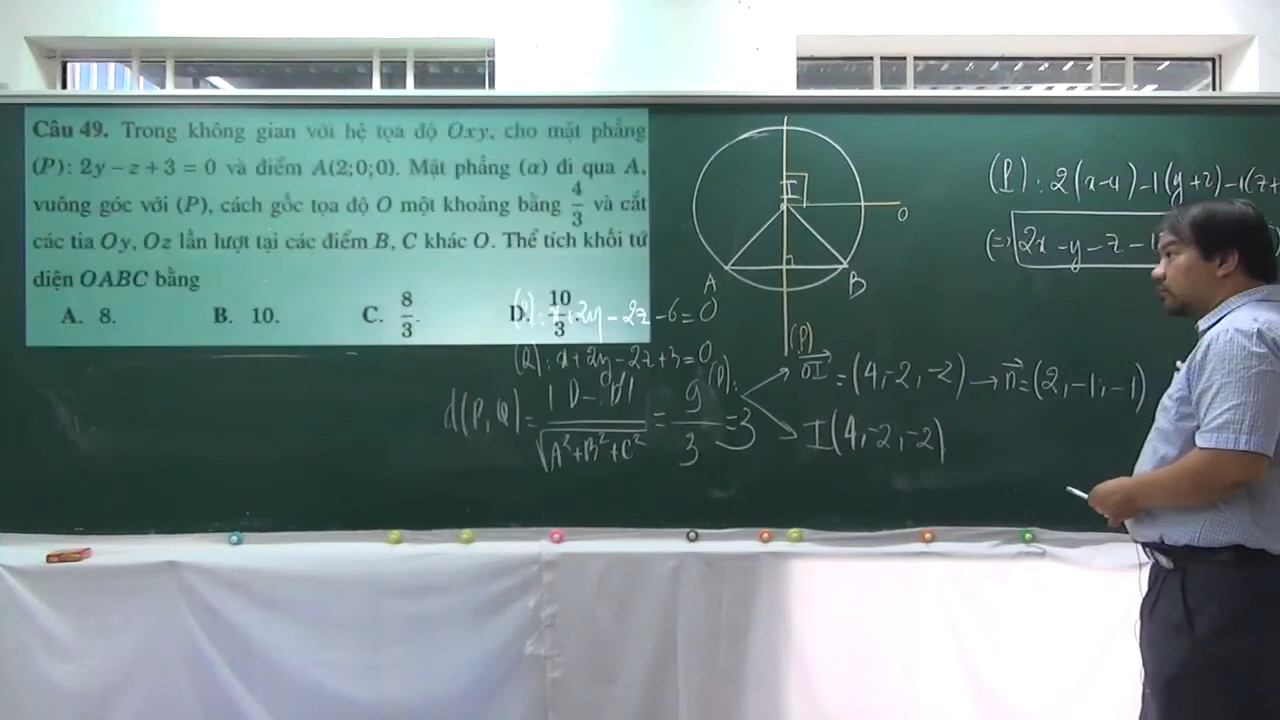 Câu 49. Trong không gian với hệ tọa độ Oxy, cho mặt phẳng
(P): 2y − z + 3 = 0 và điểm A(2;0;0). Mặt phẳng (α) đi qua A,
vuông góc với (P), cách gốc tọa độ O một khoảng bằng 4/3 và cắt
các tia Oy, Oz lần lượt tại các điểm B, C khác O. Thể tích khối tứ
diện OABC bằng
A. 8. B. 10. C. 8/3. D. 10/3.
(P): x+2y−2z−6=0
(Q): x+2y−2z+3=0
d(P,Q)= |D−D'| / √A²+B²+C² = 9/3 =3
I
O
A
B
(P)
(P):
OI = (4,-2,-2) → n=(2,-1,-1)
I(4,-2,-2)
(P): 2(x-4)-1(y+2)-1(z+
(=) 2x-y-z-1